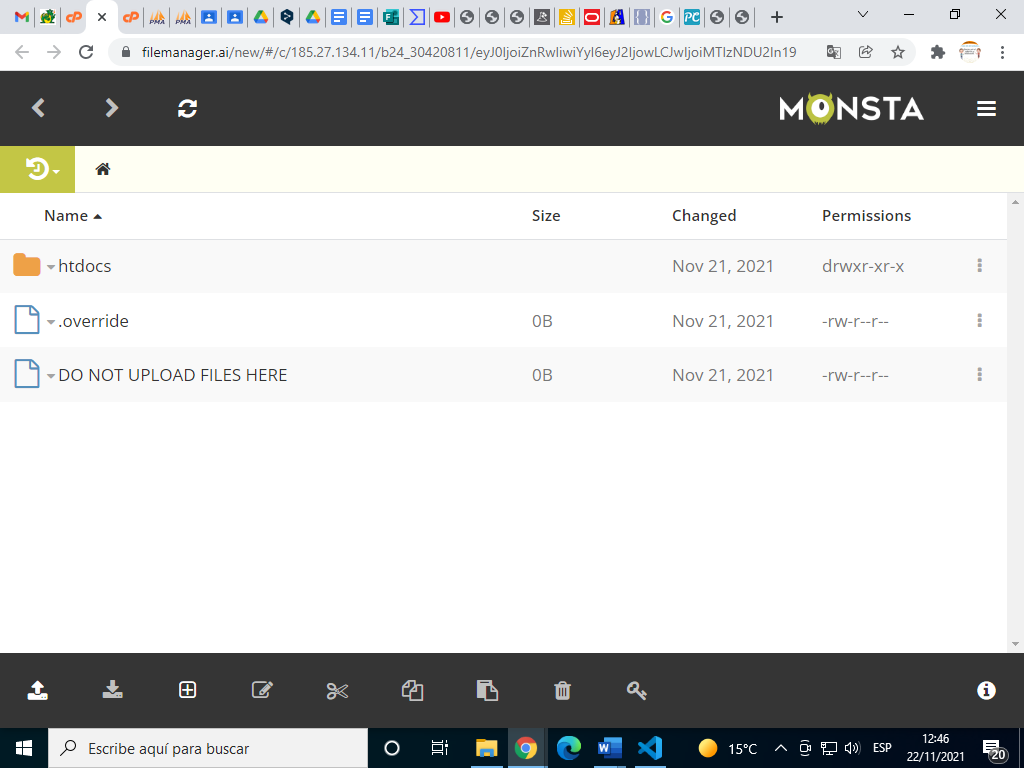 filemanager.ai/new/#/c/185.27.134.11/b24_30420811/eyJ0IjoiZnRwIiwiYyI6eyJ2IjowLCJwIjoiMTIzNDU2In19
MONSTA
Name Size Changed Permissions
htdocs Nov 21, 2021 drwxr-xr-x
.override 0B Nov 21, 2021 -rw-r--r--
DO NOT UPLOAD FILES HERE 0B Nov 21, 2021 -rw-r--r--
Escribe aquí para buscar
15°C
ESP
12:46
22/11/2021
20